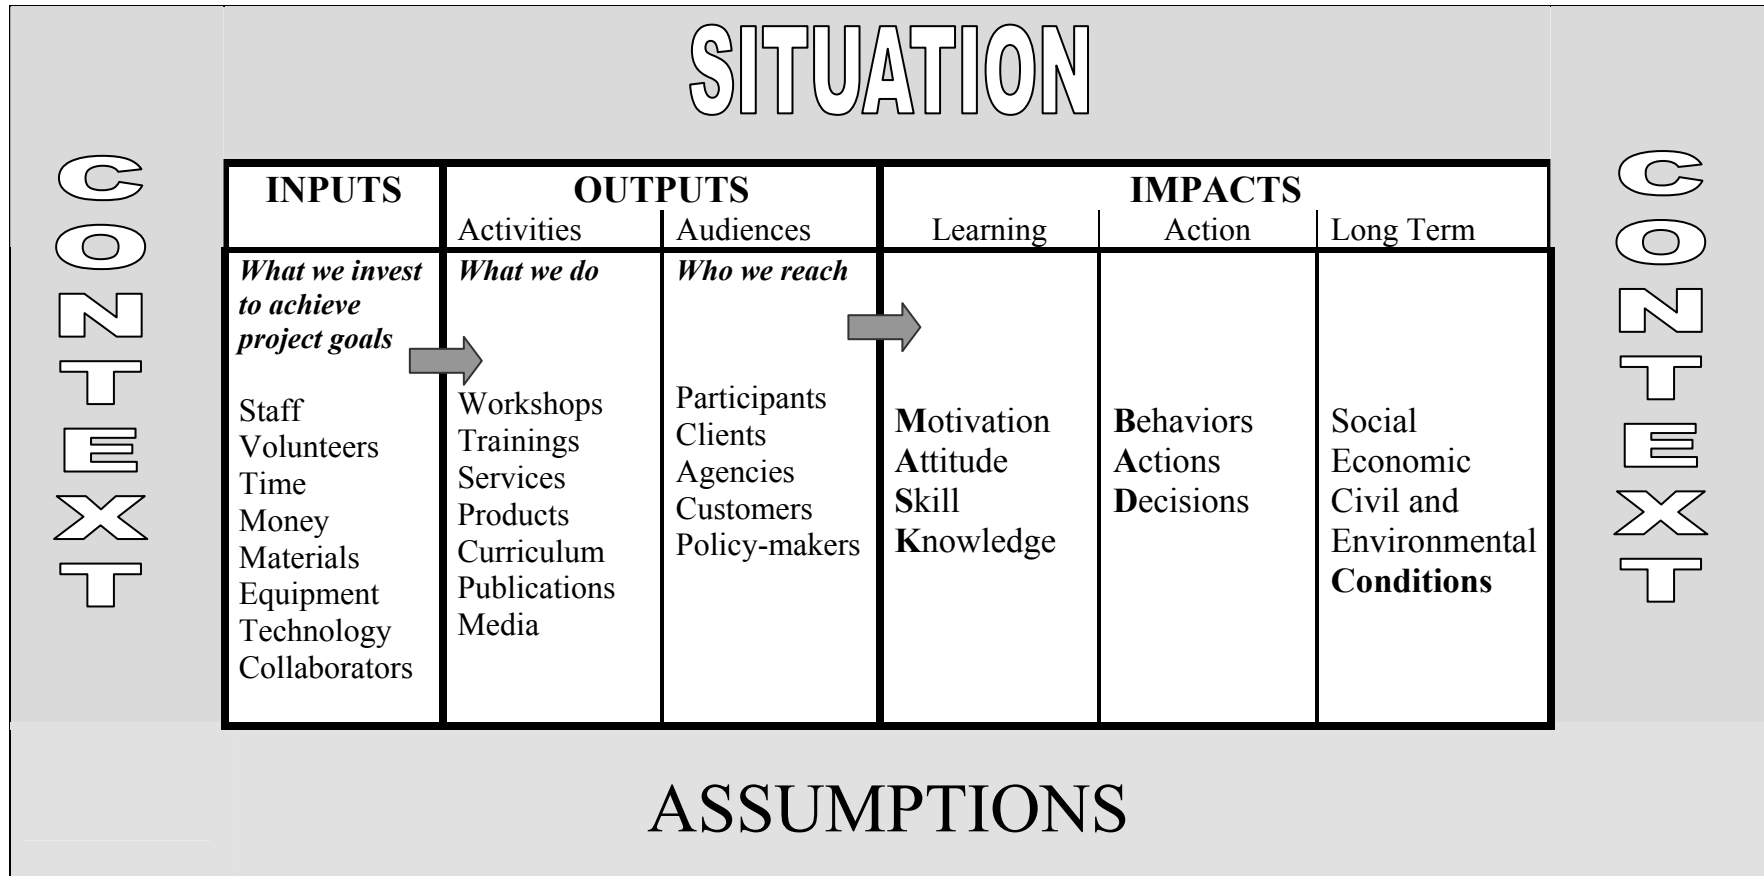 SITUATION
CONTEXT
INPUTS
OUTPUTS
IMPACTS
Activities
Audiences
Learning
Action
Long Term
What we invest
to achieve
project goals
Staff
Volunteers
Time
Money
Materials
Equipment
Technology
Collaborators
What we do
Workshops
Trainings
Services
Products
Curriculum
Publications
Media
Who we reach
Participants
Clients
Agencies
Customers
Policy-makers
Motivation
Attitude
Skill
Knowledge
Behaviors
Actions
Decisions
Social
Economic
Civil and
Environmental
Conditions
CONTEXT
ASSUMPTIONS